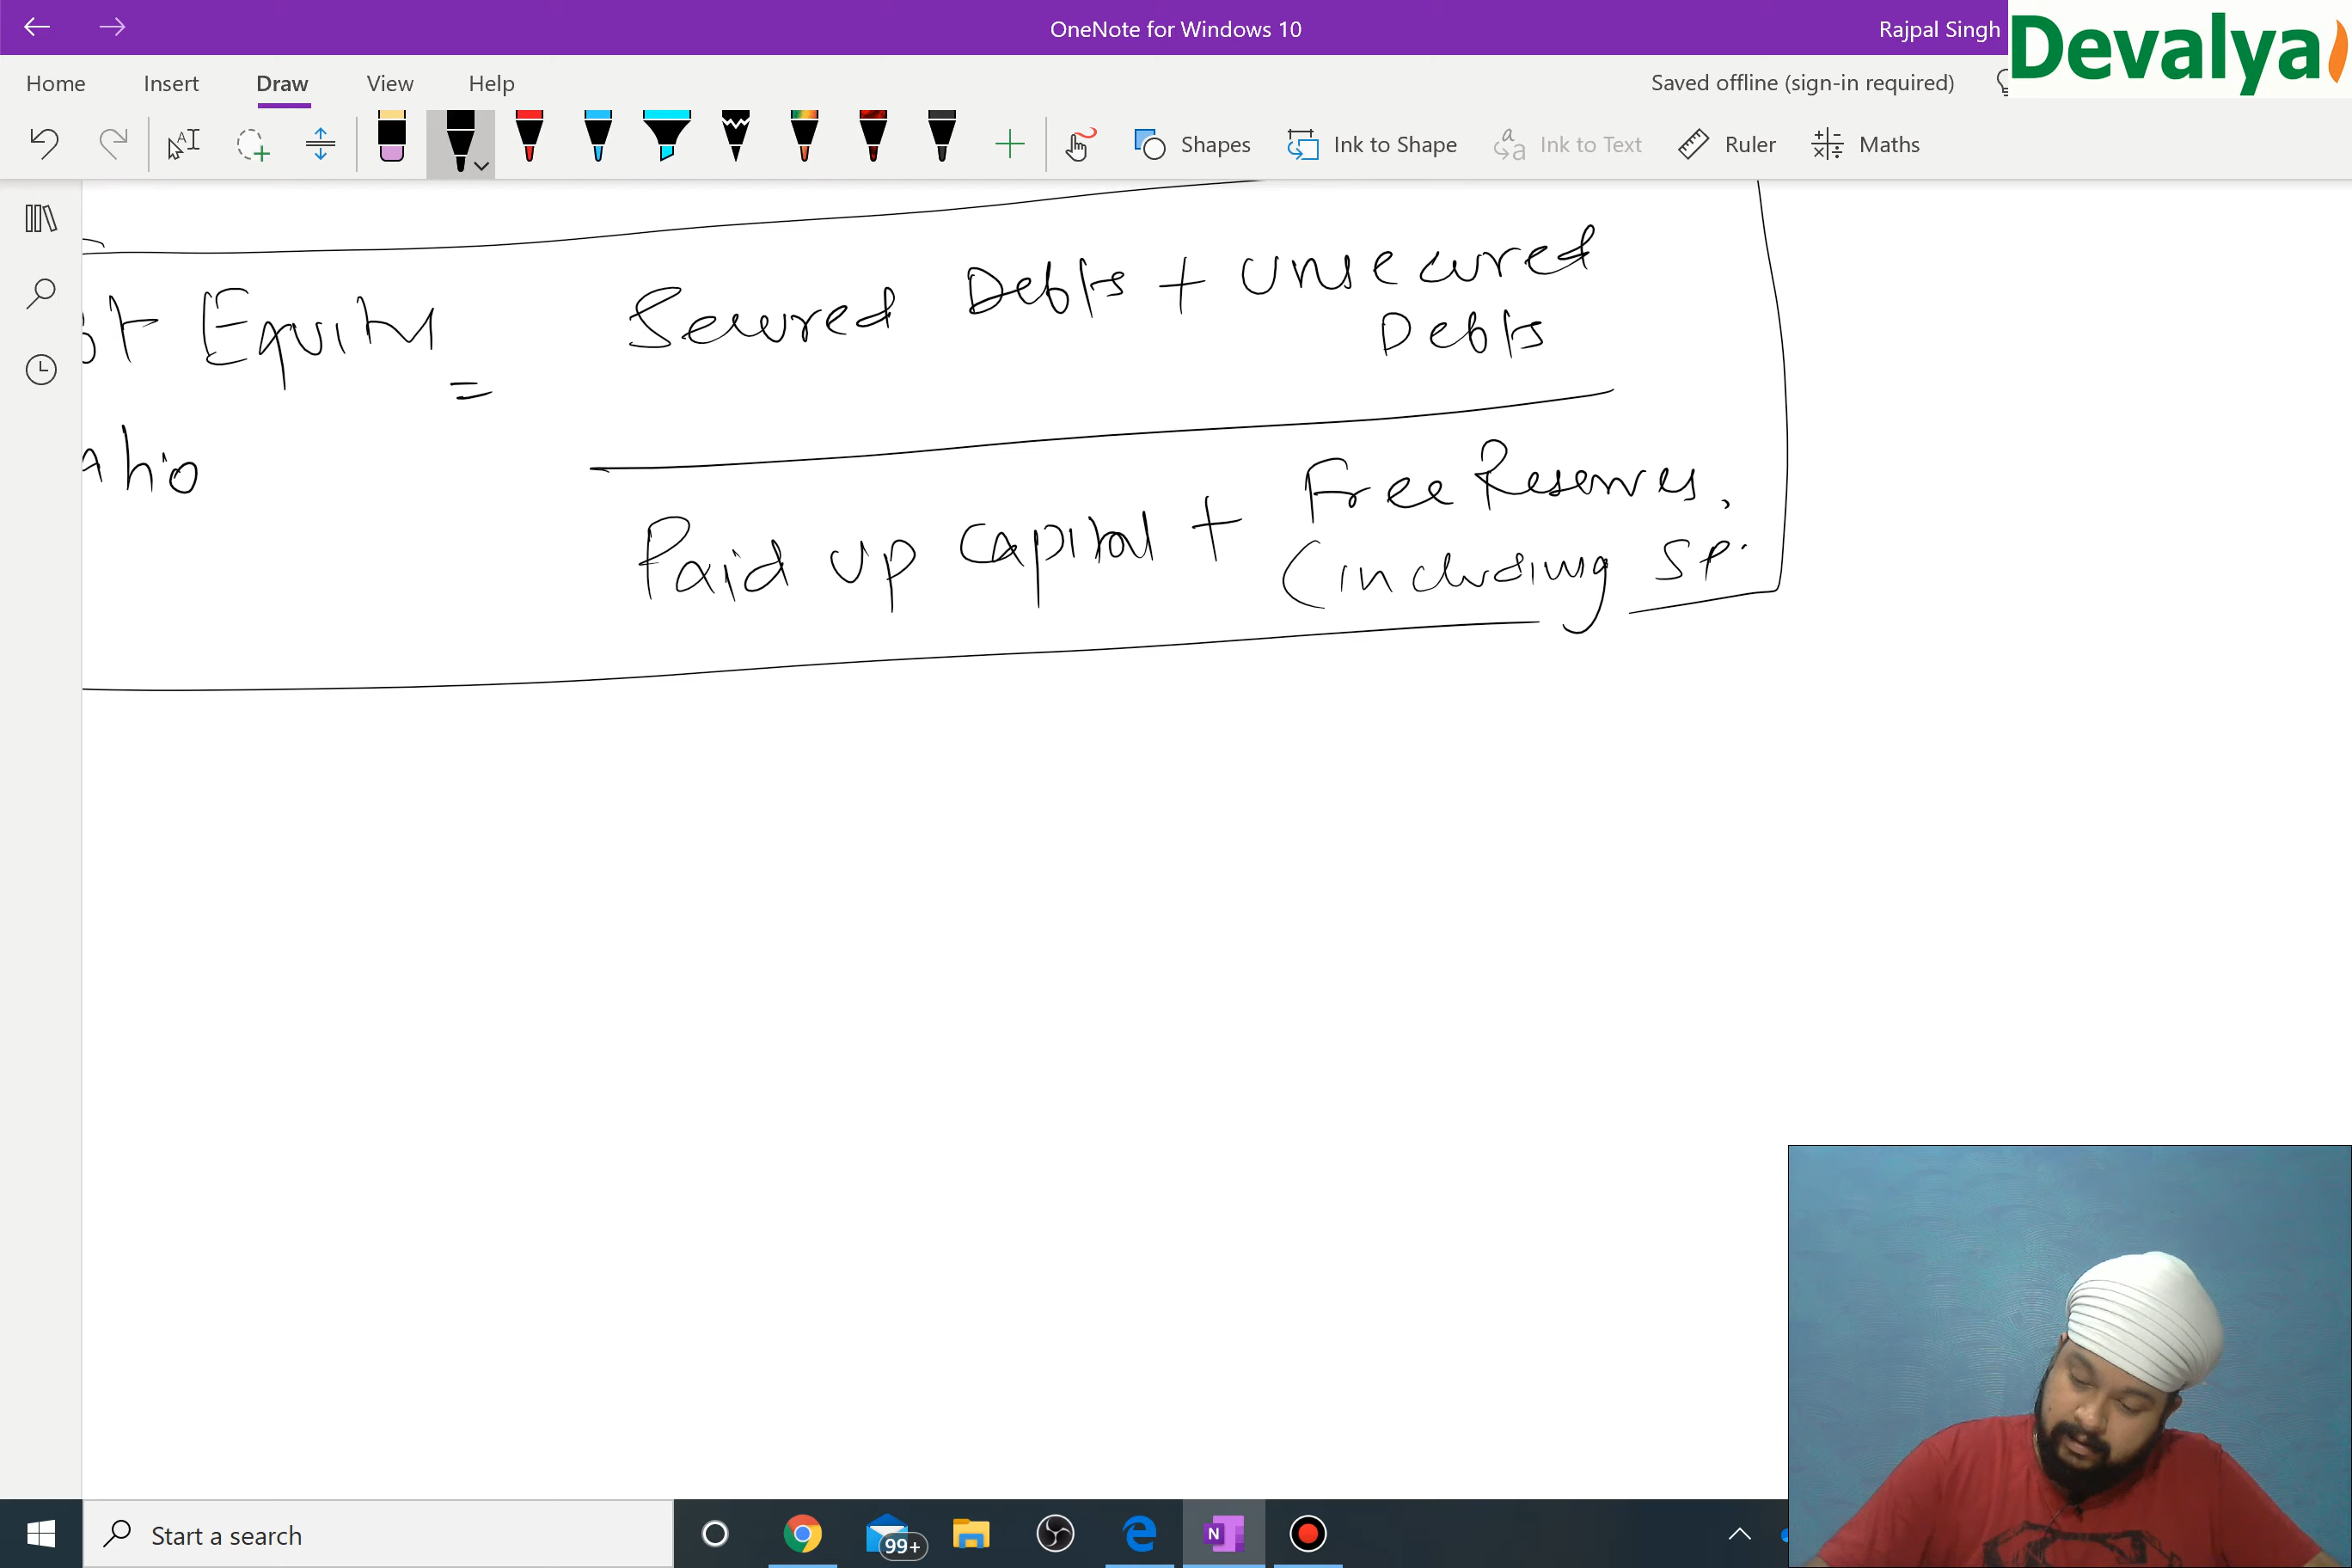 OneNote for Windows 10
Rajpal Singh
Devalya
Home Insert Draw View Help
Saved offline (sign-in required)
Shapes Ink to Shape Ink to Text Ruler Maths
Secured Debts + Unsecured
Debts
bt Equity =
atio
Free Reserves.
Paid up capital +
(including SP.
Start a search
99+